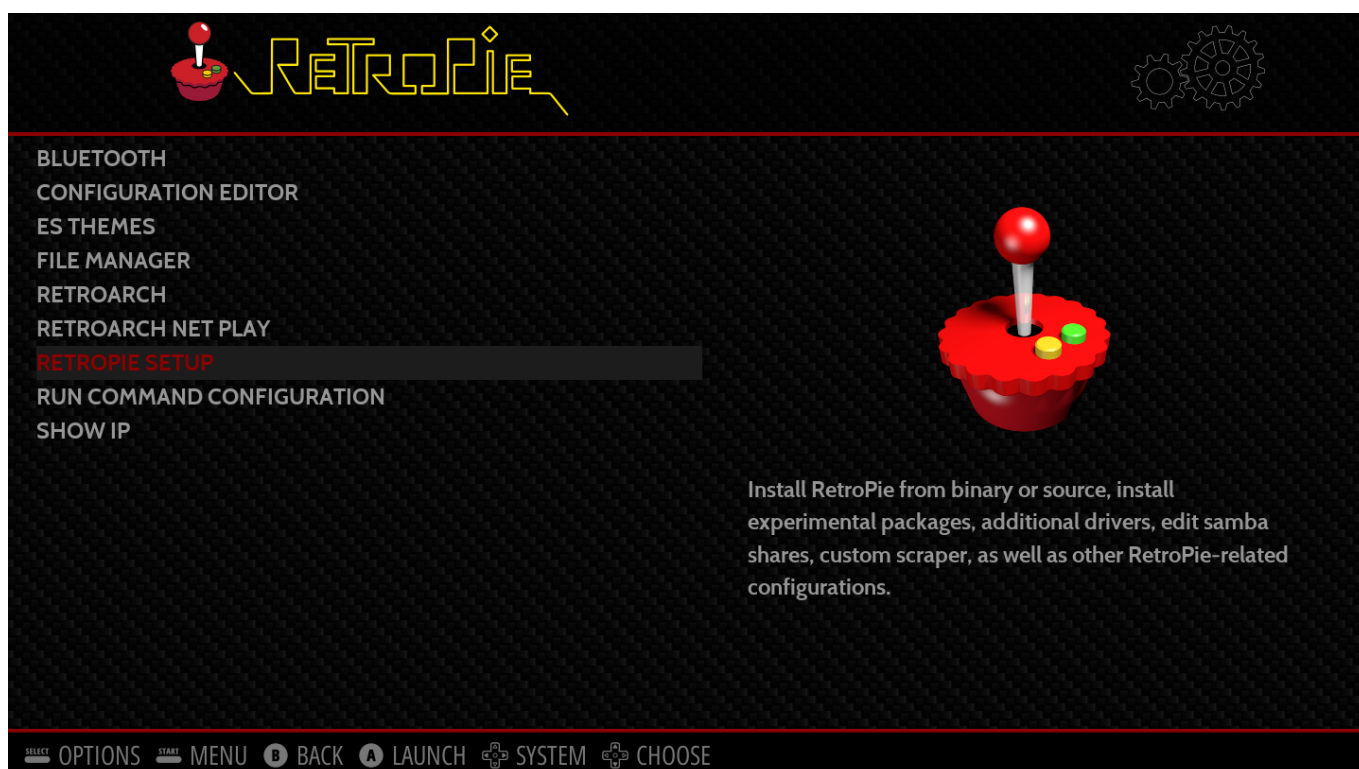 RETROPIE
BLUETOOTH
CONFIGURATION EDITOR
ES THEMES
FILE MANAGER
RETROARCH
RETROARCH NET PLAY
RETROPIE SETUP
RUN COMMAND CONFIGURATION
SHOW IP
Install RetroPie from binary or source, install
experimental packages, additional drivers, edit samba
shares, custom scraper, as well as other RetroPie-related
configurations.
SELECT OPTIONS START MENU B BACK A LAUNCH SYSTEM CHOOSE